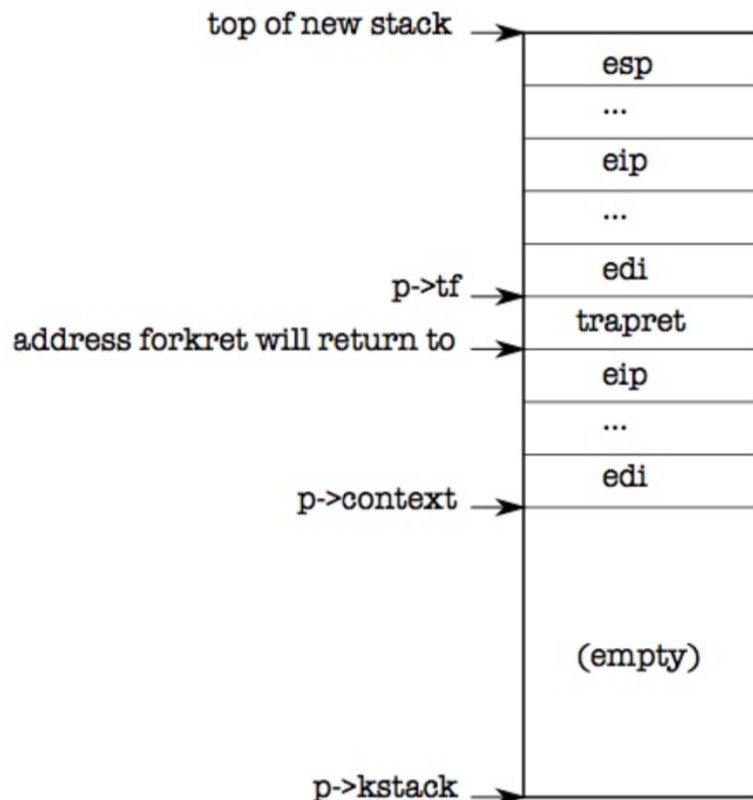 top of new stack
esp
...
eip
...
edi
p->tf
trapret
address forkret will return to
eip
...
edi
p->context
(empty)
p->kstack